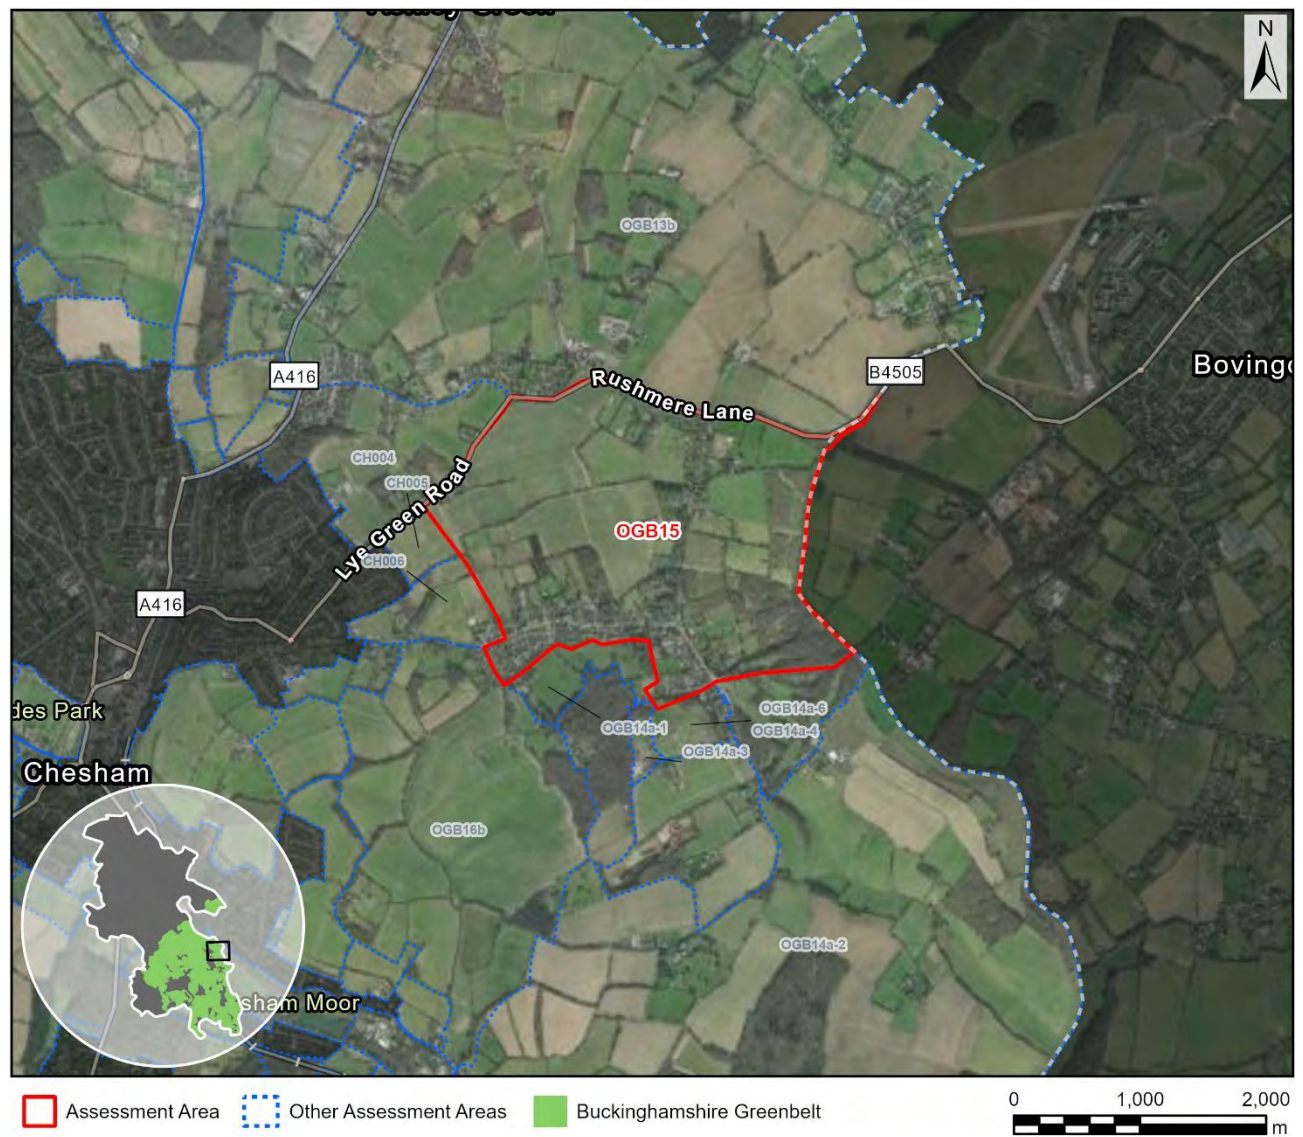 N
OGB13b
A416
B4505
Boving
Rushmere Lane
CH004
CH005
Lye Green Road
OGB15
CH006
A416
des Park
OGB14a-6
OGB14a-1
OGB14a-4
OGB14a-3
Chesham
OGB16b
OGB14a-2
sham Moor
Assessment Area
Other Assessment Areas
Buckinghamshire Greenbelt
0 1,000 2,000
m